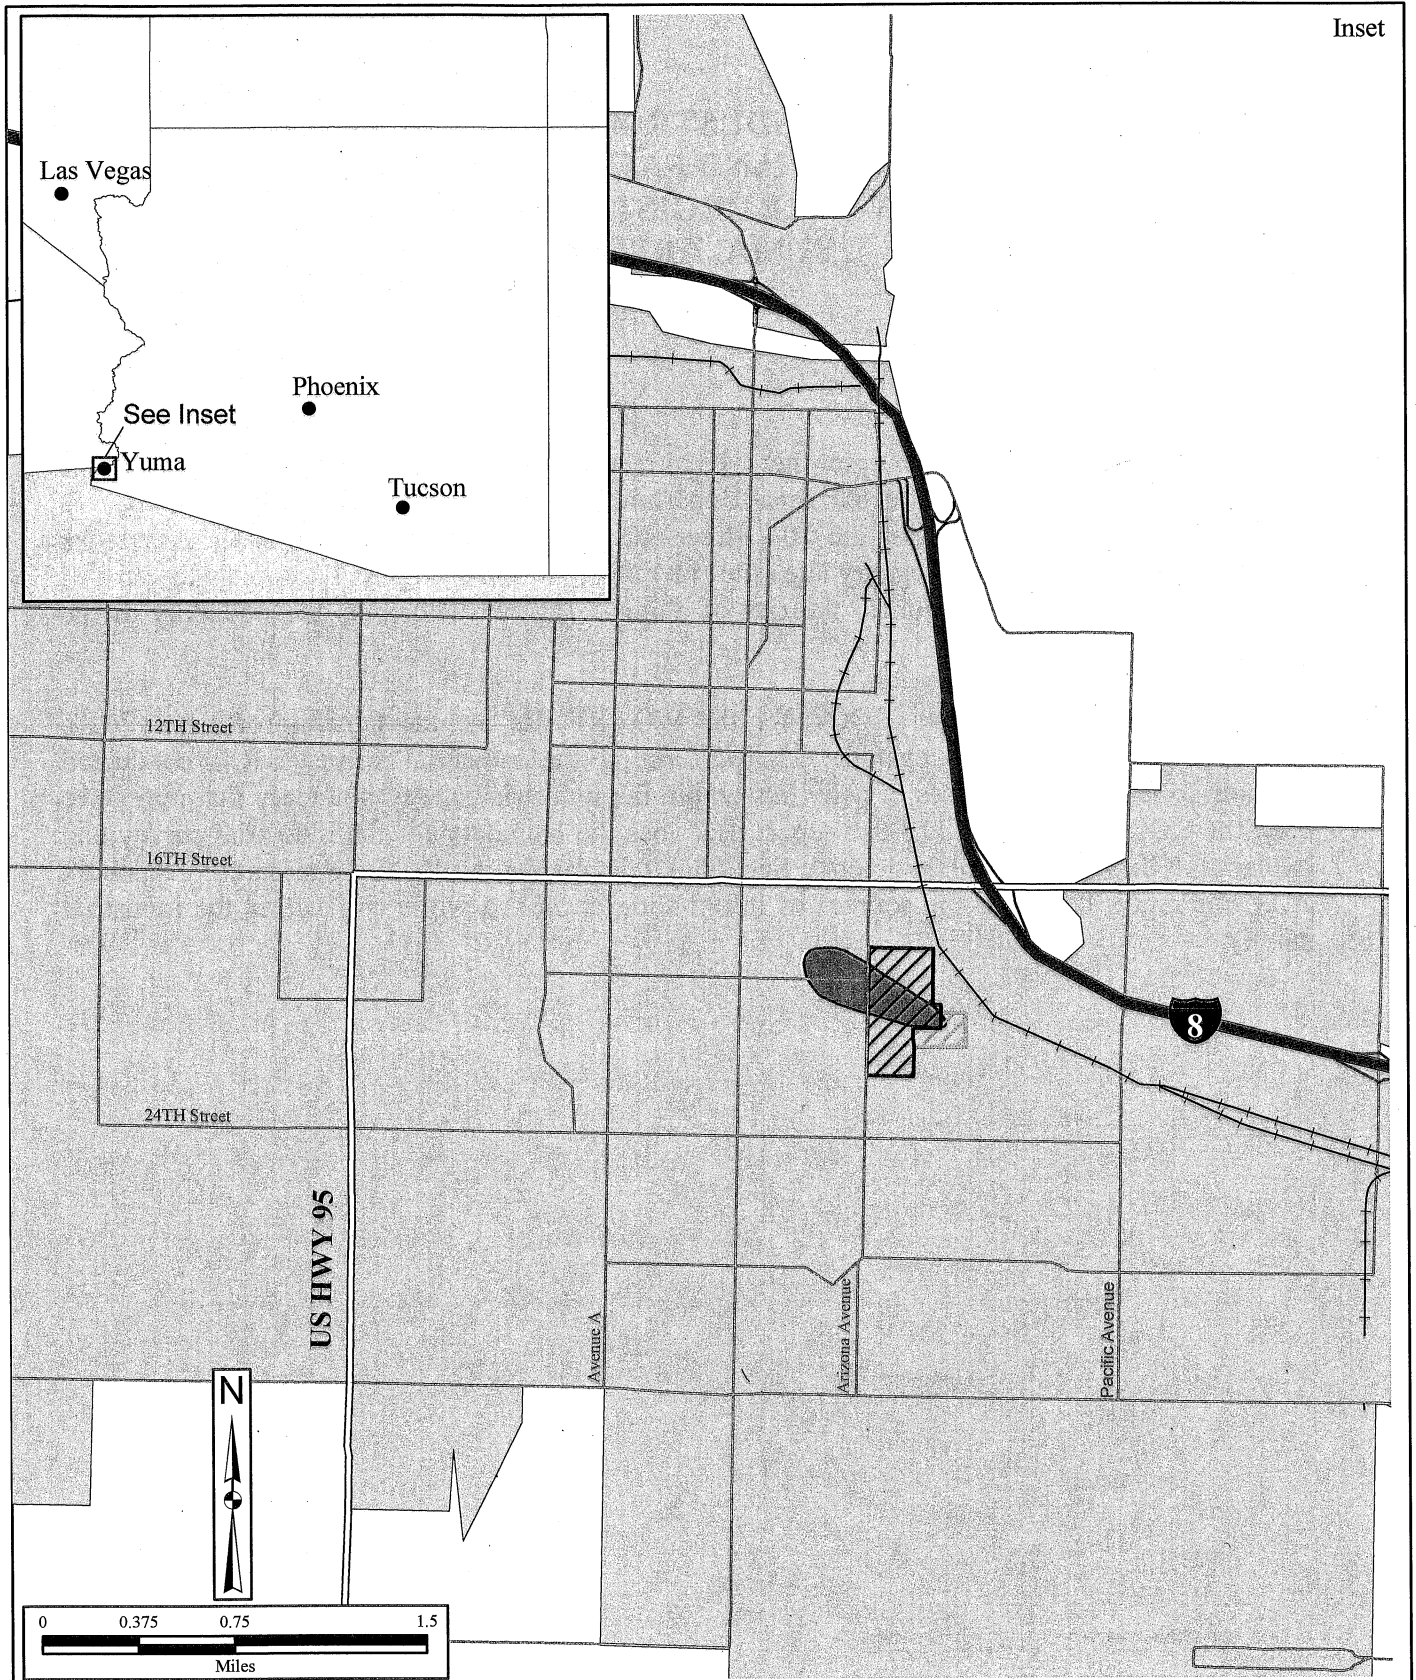 Inset
Las Vegas
Phoenix
See Inset
Yuma
Tucson
12TH Street
16TH Street
8
24TH Street
US HWY 95
Avenue A
Arizona Avenue
Pacific Avenue
N
0 0.375 0.75 1.5
Miles